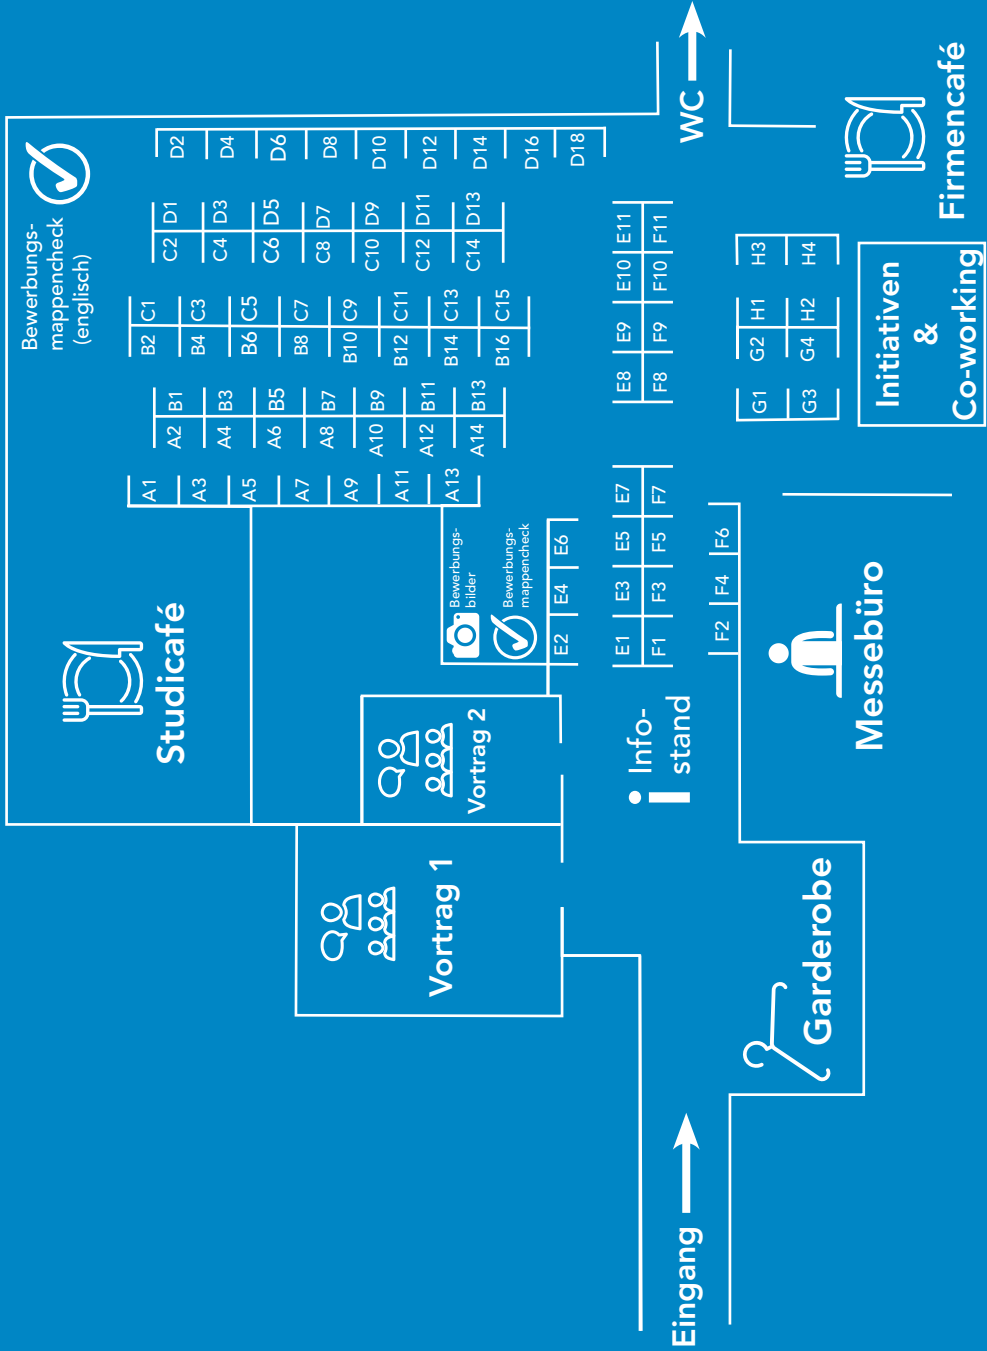 Bewerbungs-
mappencheck
(englisch)
Studicafé
A1
A3
A5
A7
A9
A11
A13
A2 B1
A4 B3
A6 B5
A8 B7
A10 B9
A12 B11
A14 B13
B2 C1
B4 C3
B6 C5
B8 C7
B10 C9
B12 C11
B14 C13
B16 C15
C2 D1
C4 D3
C6 D5
C8 D7
C10 D9
C12 D11
C14 D13
D2
D4
D6
D8
D10
D12
D14
D16
D18
Vortrag 1
Vortrag 2
Bewerbungs-
bilder
Bewerbungs-
mappencheck
E2 E4 E6
E1 E3 E5 E7
F1 F3 F5 F7
E8 E9 E10 E11
F8 F9 F10 F11
Info-
stand
F2 F4 F6
Eingang
WC
G1 G2 H1 H3
G3 G4 H2 H4
Garderobe
Messebüro
Initiativen
&
Co-working
Firmencafé